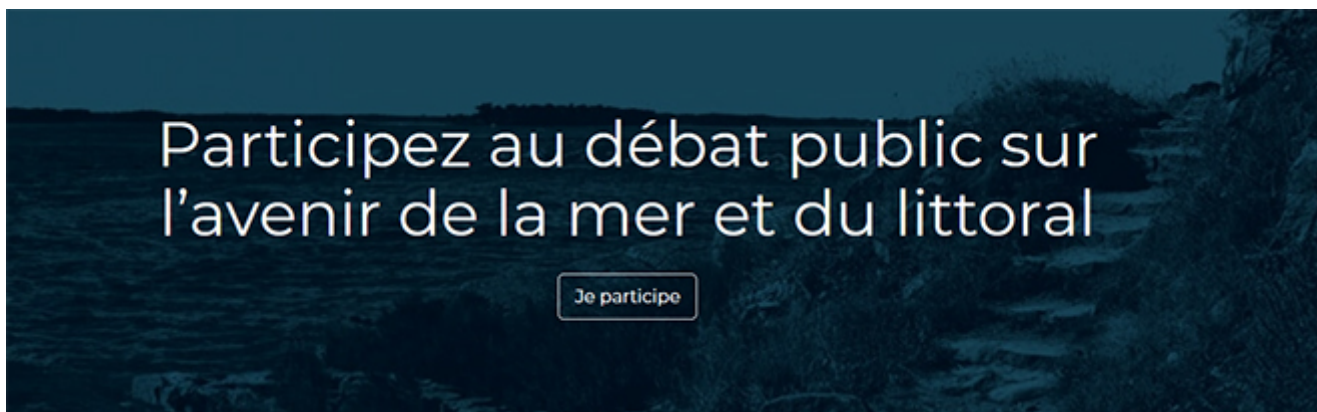 Participez au débat public sur
l’avenir de la mer et du littoral
Je participe